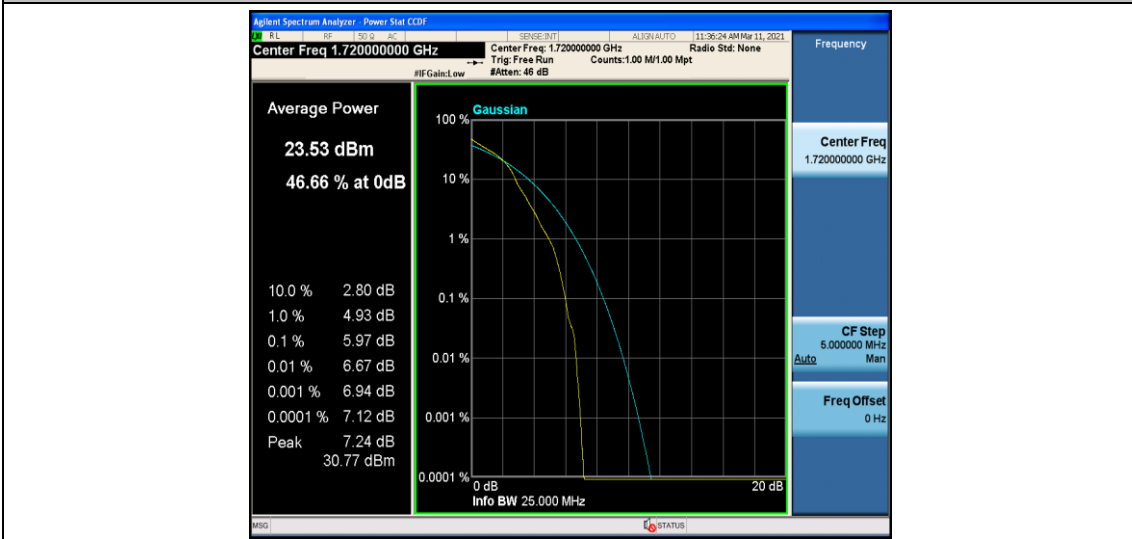 Agilent Spectrum Analyzer - Power Stat CCDF
RL RF 50 Ω AC SENSE:INT ALIGN AUTO 11:36:24 AM Mar 11, 2021
Center Freq 1.720000000 GHz
Center Freq: 1.720000000 GHz Radio Std: None
Trig: Free Run Counts:1.00 M/1.00 Mpt
#IFGain:Low #Atten: 46 dB
Frequency
Average Power
23.53 dBm
46.66 % at 0dB
10.0 % 2.80 dB
1.0 % 4.93 dB
0.1 % 5.97 dB
0.01 % 6.67 dB
0.001 % 6.94 dB
0.0001 % 7.12 dB
Peak 7.24 dB
30.77 dBm
Gaussian
100 %
10 %
1 %
0.1 %
0.01 %
0.001 %
0.0001 %
0 dB 20 dB
Info BW 25.000 MHz
Center Freq
1.720000000 GHz
CF Step
5.000000 MHz
Auto Man
Freq Offset
0 Hz
MSG STATUS